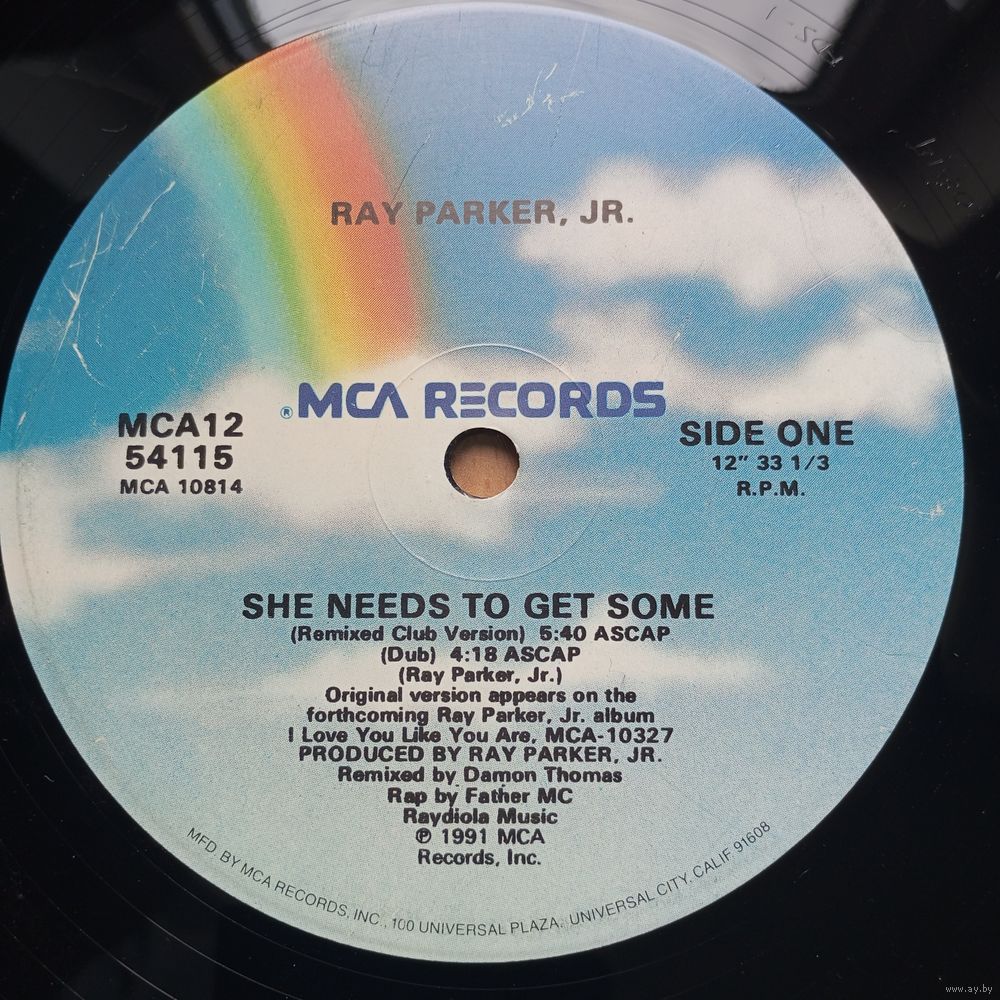 RAY PARKER, JR.
® MCA RECORDS
MCA12
54115
MCA 10814
SIDE ONE
12" 33 1/3
R.P.M.
SHE NEEDS TO GET SOME
(Remixed Club Version) 5:40 ASCAP
(Dub) 4:18 ASCAP
(Ray Parker, Jr.)
Original version appears on the
forthcoming Ray Parker, Jr. album
I Love You Like You Are, MCA-10327
PRODUCED BY RAY PARKER, JR.
Remixed by Damon Thomas
Rap by Father MC
Raydiola Music
℗ 1991 MCA
Records, Inc.
MFD BY MCA RECORDS, INC., 100 UNIVERSAL PLAZA, UNIVERSAL CITY, CALIF. 91608
www.ay.by